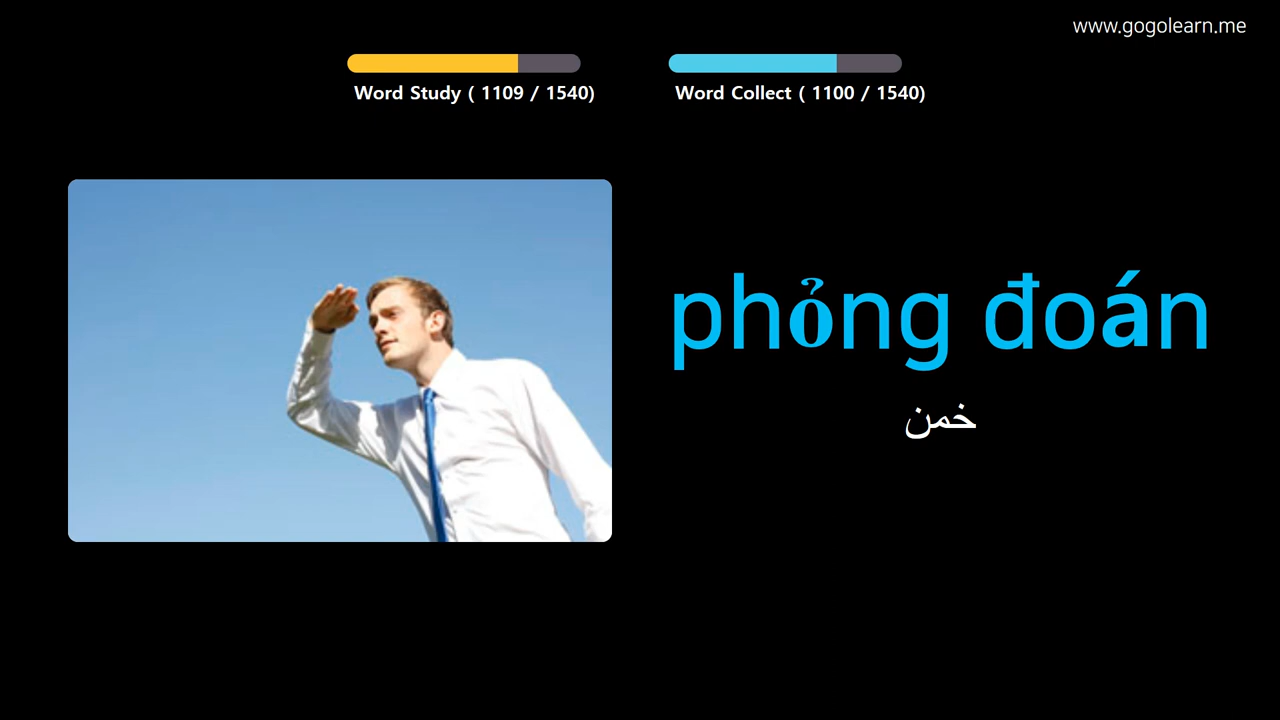 www.gogolearn.me
Word Study ( 1109 / 1540)
Word Collect ( 1100 / 1540)
phỏng đoán
خمن